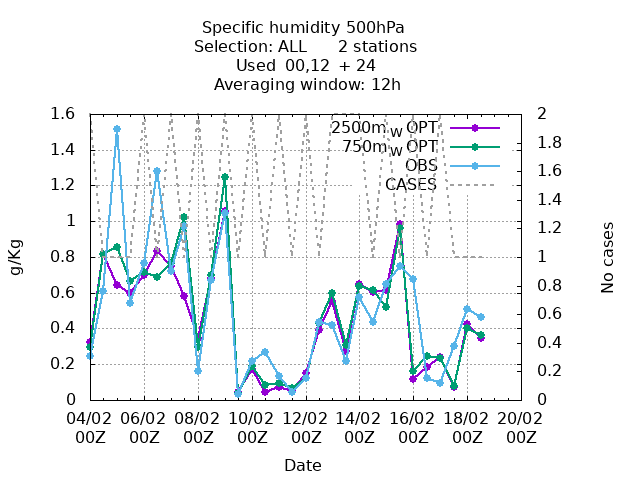 Specific humidity 500hPa
Selection: ALL 2 stations
Used 00,12 + 24
Averaging window: 12h
2500m_w OPT
750m_w OPT
OBS
CASES
g/Kg
1.6
1.4
1.2
1
0.8
0.6
0.4
0.2
0
No cases
2
1.8
1.6
1.4
1.2
1
0.8
0.6
0.4
0.2
0
04/02 06/02 08/02 10/02 12/02 14/02 16/02 18/02 20/02
00Z 00Z 00Z 00Z 00Z 00Z 00Z 00Z 00Z
Date